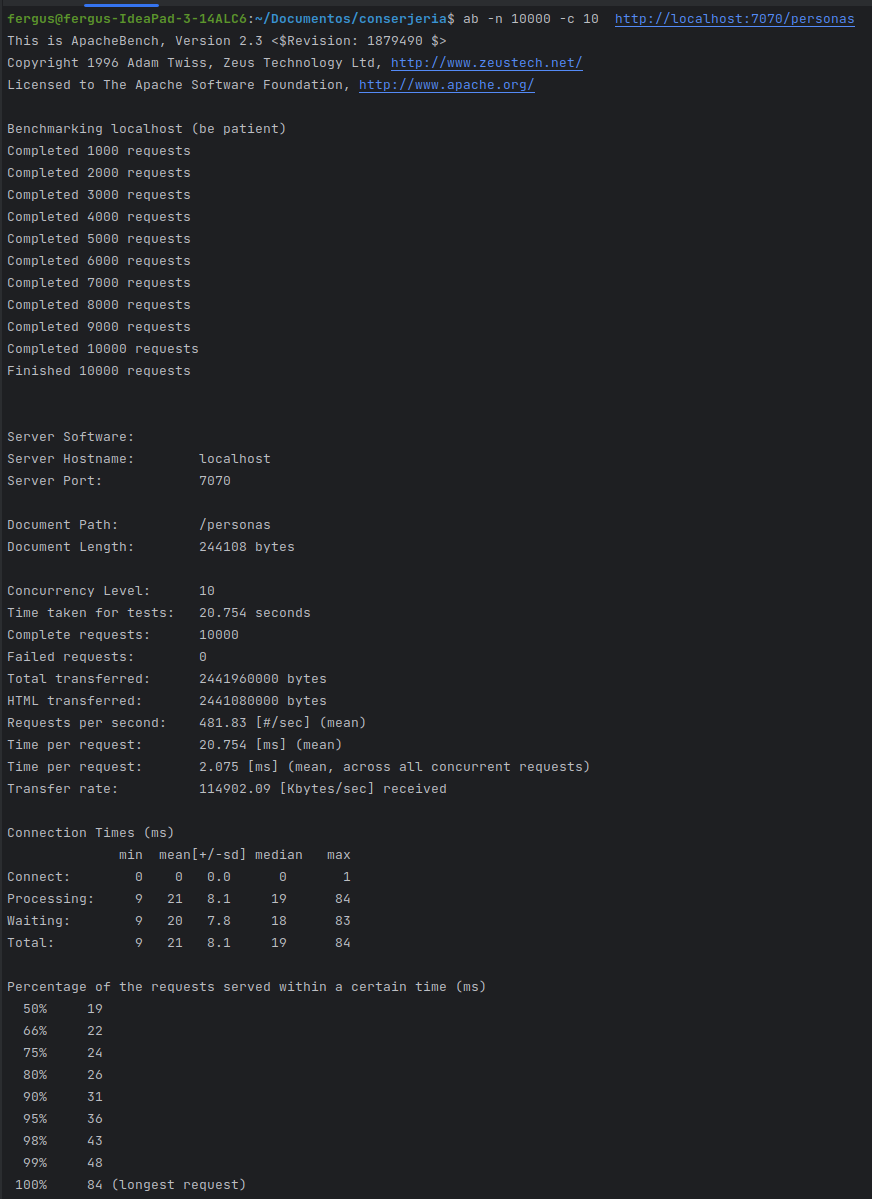 fergus@fergus-IdeaPad-3-14ALC6:~/Documentos/conserjeria$ ab -n 10000 -c 10  http://localhost:7070/personas
This is ApacheBench, Version 2.3 <$Revision: 1879490 $>
Copyright 1996 Adam Twiss, Zeus Technology Ltd, http://www.zeustech.net/
Licensed to The Apache Software Foundation, http://www.apache.org/

Benchmarking localhost (be patient)
Completed 1000 requests
Completed 2000 requests
Completed 3000 requests
Completed 4000 requests
Completed 5000 requests
Completed 6000 requests
Completed 7000 requests
Completed 8000 requests
Completed 9000 requests
Completed 10000 requests
Finished 10000 requests


Server Software:
Server Hostname:        localhost
Server Port:            7070

Document Path:          /personas
Document Length:        244108 bytes

Concurrency Level:      10
Time taken for tests:   20.754 seconds
Complete requests:      10000
Failed requests:        0
Total transferred:      2441960000 bytes
HTML transferred:       2441080000 bytes
Requests per second:    481.83 [#/sec] (mean)
Time per request:       20.754 [ms] (mean)
Time per request:       2.075 [ms] (mean, across all concurrent requests)
Transfer rate:          114902.09 [Kbytes/sec] received

Connection Times (ms)
              min  mean[+/-sd] median   max
Connect:        0    0   0.0      0       1
Processing:     9   21   8.1     19      84
Waiting:        9   20   7.8     18      83
Total:          9   21   8.1     19      84

Percentage of the requests served within a certain time (ms)
  50%     19
  66%     22
  75%     24
  80%     26
  90%     31
  95%     36
  98%     43
  99%     48
 100%     84 (longest request)